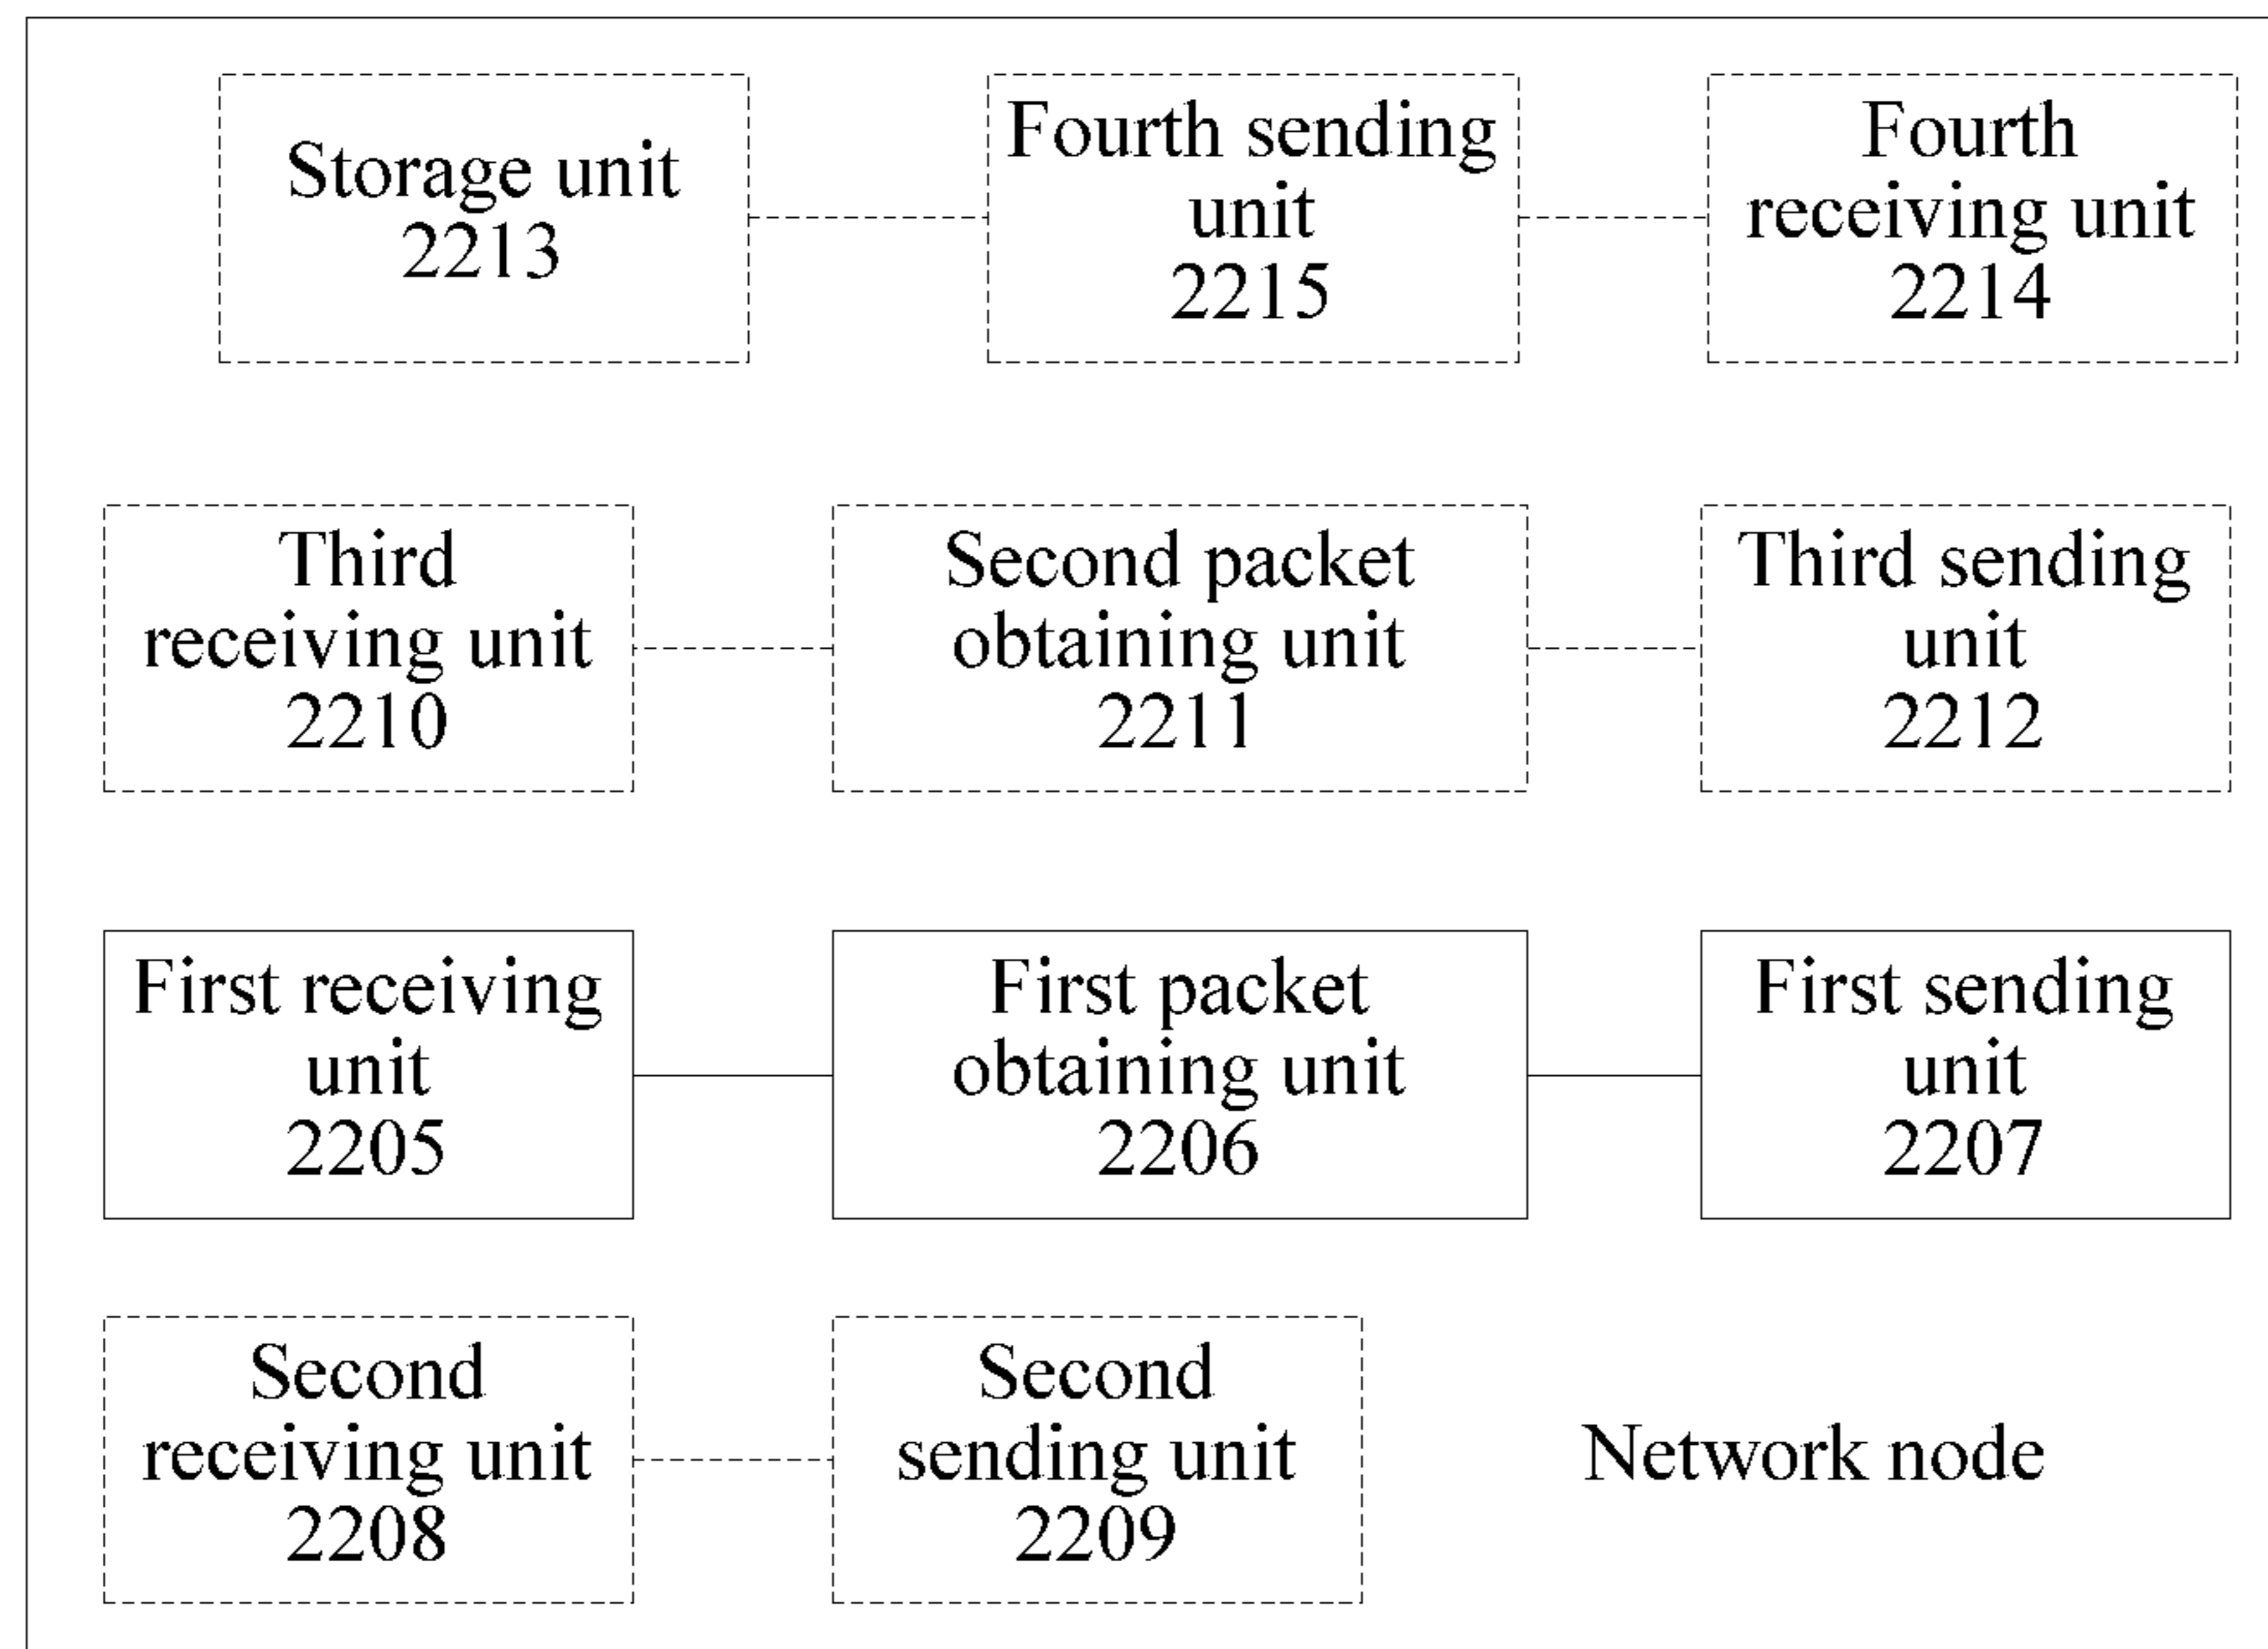 Storage unit
2213
Fourth sending
unit
2215
Fourth
receiving unit
2214
Third
receiving unit
2210
Second packet
obtaining unit
2211
Third sending
unit
2212
First receiving
unit
2205
First packet
obtaining unit
2206
First sending
unit
2207
Second
receiving unit
2208
Second
sending unit
2209
Network node